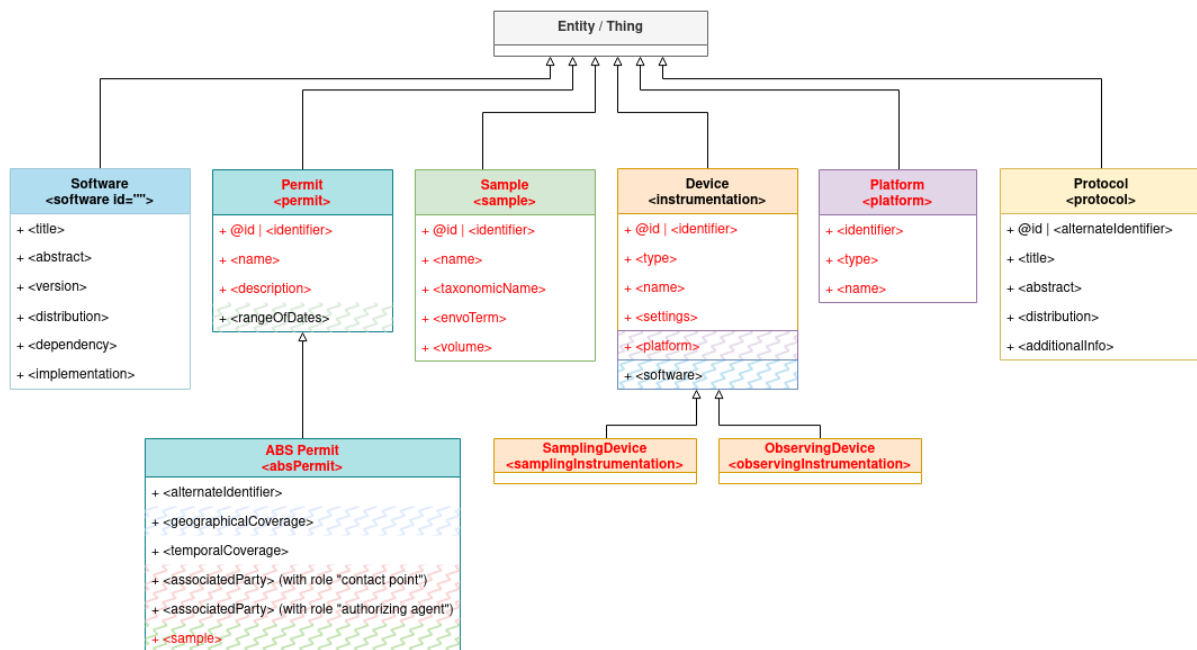 Entity / Thing
Software
<software id="">
+ <title>
+ <abstract>
+ <version>
+ <distribution>
+ <dependency>
+ <implementation>
Permit
<permit>
+ @id | <identifier>
+ <name>
+ <description>
+ <rangeOfDates>
Sample
<sample>
+ @id | <identifier>
+ <name>
+ <taxonomicName>
+ <envoTerm>
+ <volume>
Device
<instrumentation>
+ @id | <identifier>
+ <type>
+ <name>
+ <settings>
+ <platform>
+ <software>
Platform
<platform>
+ <identifier>
+ <type>
+ <name>
Protocol
<protocol>
+ @id | <alternateIdentifier>
+ <title>
+ <abstract>
+ <distribution>
+ <additionalInfo>
ABS Permit
<absPermit>
+ <alternateIdentifier>
+ <geographicalCoverage>
+ <temporalCoverage>
+ <associatedParty> (with role "contact point")
+ <associatedParty> (with role "authorizing agent")
+ <sample>
SamplingDevice
<samplingInstrumentation>
ObservingDevice
<observingInstrumentation>